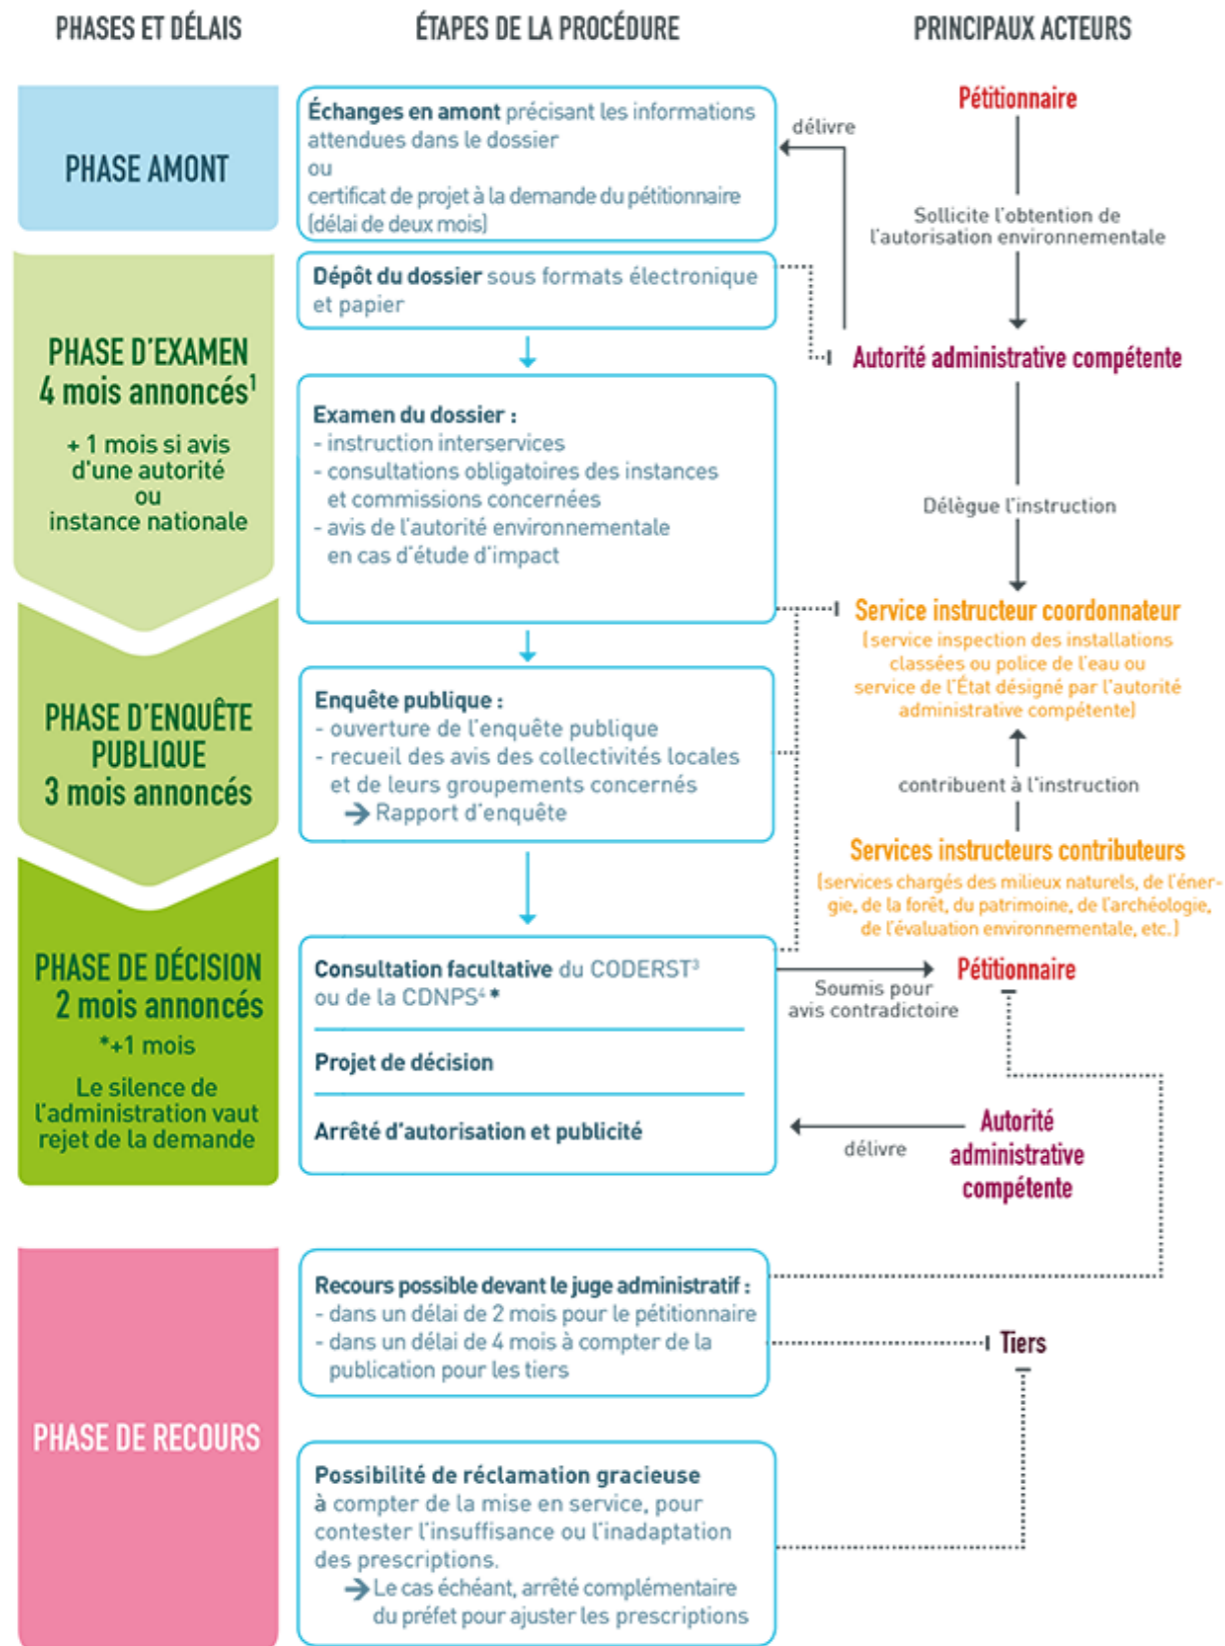 PHASES ET DÉLAIS
ÉTAPES DE LA PROCÉDURE
PRINCIPAUX ACTEURS
PHASE AMONT
Échanges en amont précisant les informations
attendues dans le dossier
ou
certificat de projet à la demande du pétitionnaire
(délai de deux mois)
délivre
Pétitionnaire
Sollicite l'obtention de
l'autorisation environnementale
PHASE D'EXAMEN
4 mois annoncés¹
+ 1 mois si avis
d'une autorité
ou
instance nationale
Dépôt du dossier sous formats électronique
et papier
Autorité administrative compétente
Examen du dossier :
- instruction interservices
- consultations obligatoires des instances
et commissions concernées
- avis de l'autorité environnementale
en cas d'étude d'impact
Délègue l'instruction
Service instructeur coordonnateur
(service inspection des installations
classées ou police de l'eau ou
service de l'État désigné par l'autorité
administrative compétente)
PHASE D'ENQUÊTE
PUBLIQUE
3 mois annoncés
Enquête publique :
- ouverture de l'enquête publique
- recueil des avis des collectivités locales
et de leurs groupements concernés
→ Rapport d'enquête
contribuent à l'instruction
Services instructeurs contributeurs
(services chargés des milieux naturels, de l'éner-
gie, de la forêt, du patrimoine, de l'archéologie,
de l'évaluation environnementale, etc.)
PHASE DE DÉCISION
2 mois annoncés
*+1 mois
Le silence de
l'administration vaut
rejet de la demande
Consultation facultative du CODERST³
ou de la CDNPS⁴ *
Projet de décision
Arrêté d'autorisation et publicité
Soumis pour
avis contradictoire
Pétitionnaire
délivre
Autorité
administrative
compétente
PHASE DE RECOURS
Recours possible devant le juge administratif :
- dans un délai de 2 mois pour le pétitionnaire
- dans un délai de 4 mois à compter de la
publication pour les tiers
Tiers
Possibilité de réclamation gracieuse
à compter de la mise en service, pour
contester l'insuffisance ou l'inadaptation
des prescriptions.
→ Le cas échéant, arrêté complémentaire
du préfet pour ajuster les prescriptions